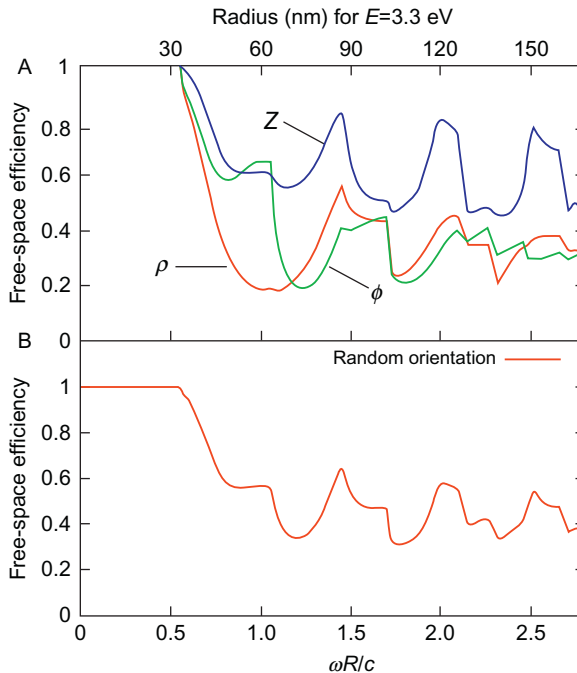 Radius (nm) for E=3.3 eV
0 30 60 90 120 150
A
1
0.8
0.6
0.4
0.2
0
Free-space efficiency
Z
ρ
ϕ
B
Random orientation
1
0.8
0.6
0.4
0.2
0
Free-space efficiency
0 0.5 1.0 1.5 2.0 2.5
ωR/c